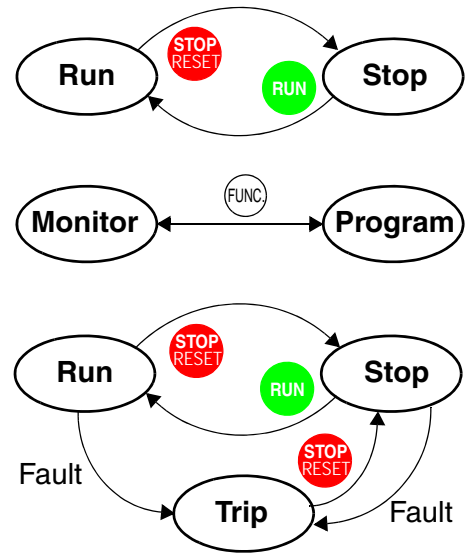 STOP
RESET
Run
Stop
RUN
FUNC.
Monitor
Program
STOP
RESET
Run
Stop
RUN
STOP
RESET
Fault
Trip
Fault